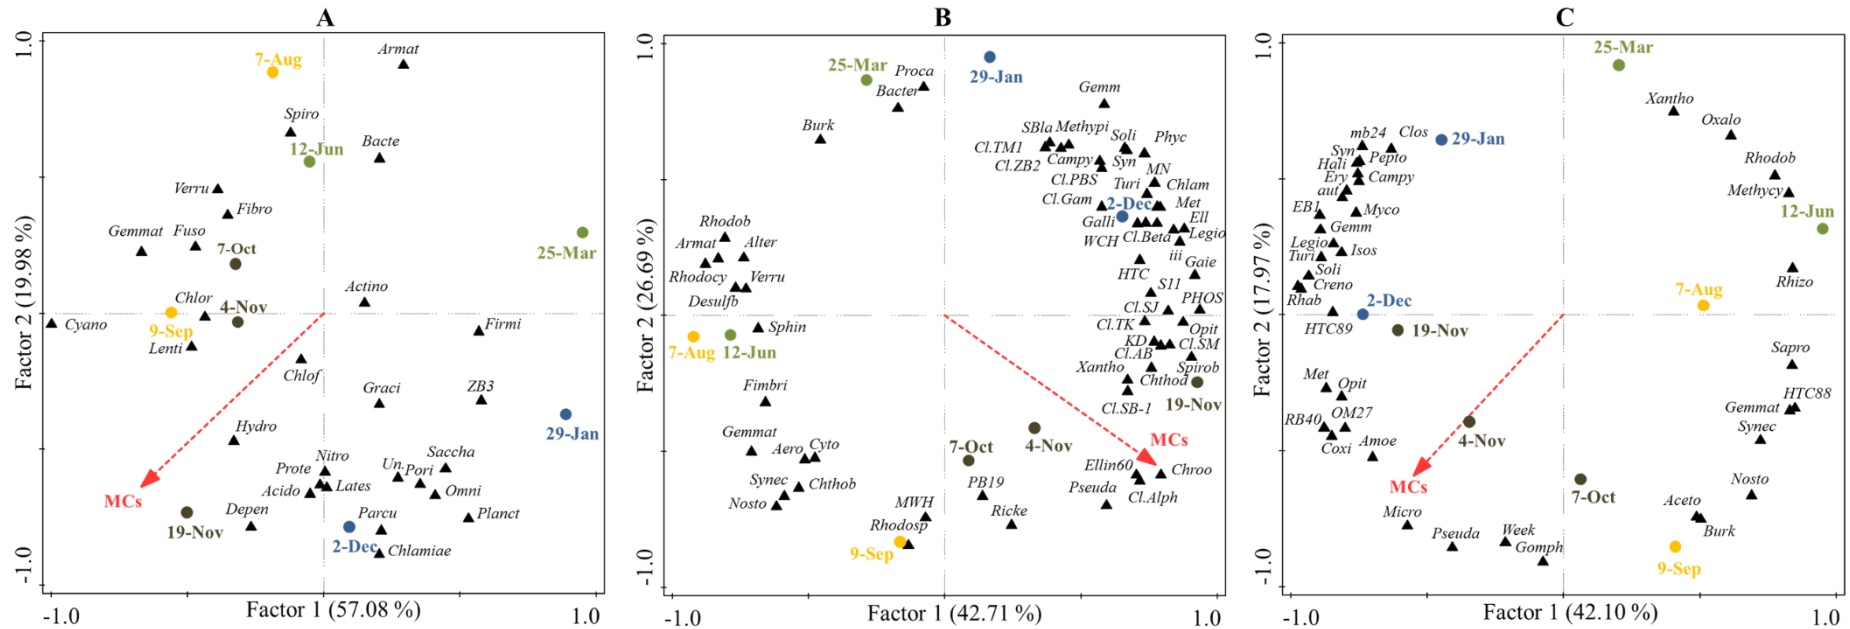 A
1.0
7-Aug
Armat
Spiro
12-Jun
Bacte
Verru
Fibro
Gemmat
Fuso
7-Oct
25-Mar
Actino
Chlor
4-Nov
Cyano
9-Sep
Firmi
Lenti
Chlof
Graci
ZB3
29-Jan
Hydro
Nitro
Saccha
Prote
Un.
Pori
MCs
Acido
Lates
Omni
19-Nov
Depen
Parcu
Planct
2-Dec
Chlamiae
-1.0
Factor 2 (19.98 %)
-1.0
Factor 1 (57.08 %)
1.0
B
1.0
25-Mar
Proca
29-Jan
Bacter
Gemm
Burk
SBla
Methypi
Soli
Phyc
Cl.TM1
Cl.ZB2
Campy
Syn
MN
Cl.PBS
Turi
Chlam
Cl.Gam
2-Dec
Met
Rhodob
Galli
Ell
Armat
Alter
WCH
Cl.Beta
Legio
iii
Rhodocy
Verru
HTC
Gaie
Desulfb
S11
Cl.SJ
PHOS
Sphin
Cl.TK
Opit
7-Aug
12-Jun
KD
Cl.SM
Cl.AB
Xantho
Chthod
Spirob
Fimbri
Cl.SB-1
19-Nov
Gemmat
7-Oct
4-Nov
MCs
Aero
Cyto
Ellin60
Chroo
Synec
Chthob
PB19
Pseuda
Cl.Alph
Nosto
MWH
Ricke
Rhodosp
9-Sep
-1.0
Factor 2 (26.69 %)
-1.0
Factor 1 (42.71 %)
1.0
C
1.0
25-Mar
Xantho
Oxalo
mb24
Clos
29-Jan
Syn
Pepto
Hali
Rhodob
Ery
Campy
aut
Methycy
EB1
Myco
12-Jun
Gemm
Legio
Isos
Turi
Soli
Rhizo
Creno
7-Aug
Rhab
2-Dec
HTC89
19-Nov
Sapro
Met
Opit
HTC88
RB40
OM27
Gemmat
Coxi
Amoe
4-Nov
Synec
MCs
7-Oct
Nosto
Micro
Aceto
Pseuda
Week
Burk
Gomph
9-Sep
-1.0
Factor 2 (17.97 %)
-1.0
Factor 1 (42.10 %)
1.0